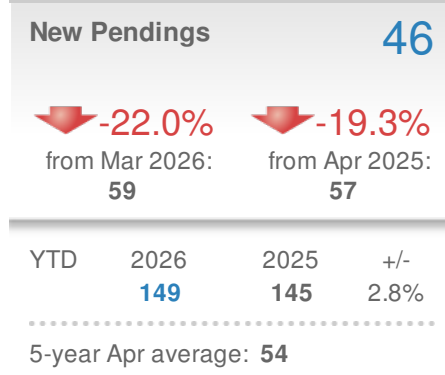 New Pendings 46
-22.0% -19.3%
from Mar 2026: from Apr 2025:
59 57
YTD 2026 2025 +/-
149 145 2.8%
5-year Apr average: 54